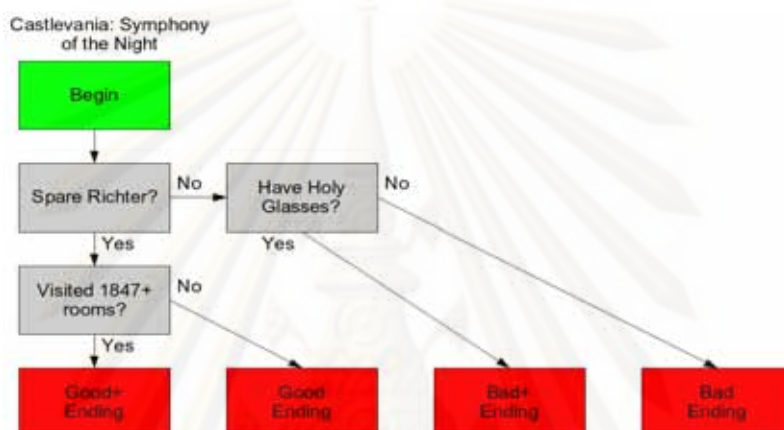 Castlevania: Symphony
of the Night
Begin
Spare Richter?
No
Have Holy
Glasses?
No
Yes
Yes
Visited 1847+
rooms?
No
Yes
Good+
Ending
Good
Ending
Bad+
Ending
Bad
Ending